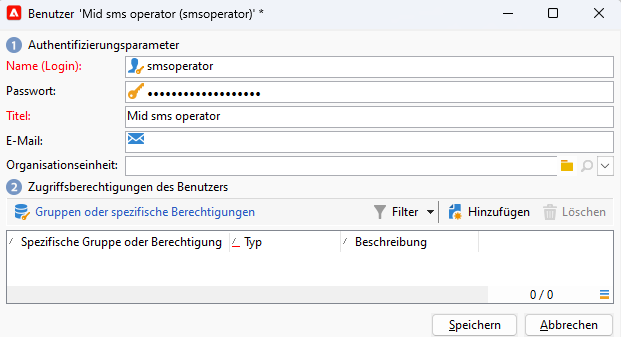 Benutzer 'Mid sms operator (smsoperator)' *
1 Authentifizierungsparameter
Name (Login): smsoperator
Passwort: •••••••••••••••••••
Titel: Mid sms operator
E-Mail:
Organisationseinheit:
2 Zugriffsberechtigungen des Benutzers
Gruppen oder spezifische Berechtigungen Filter Hinzufügen Löschen
Spezifische Gruppe oder Berechtigung Typ Beschreibung
0 / 0
Speichern Abbrechen